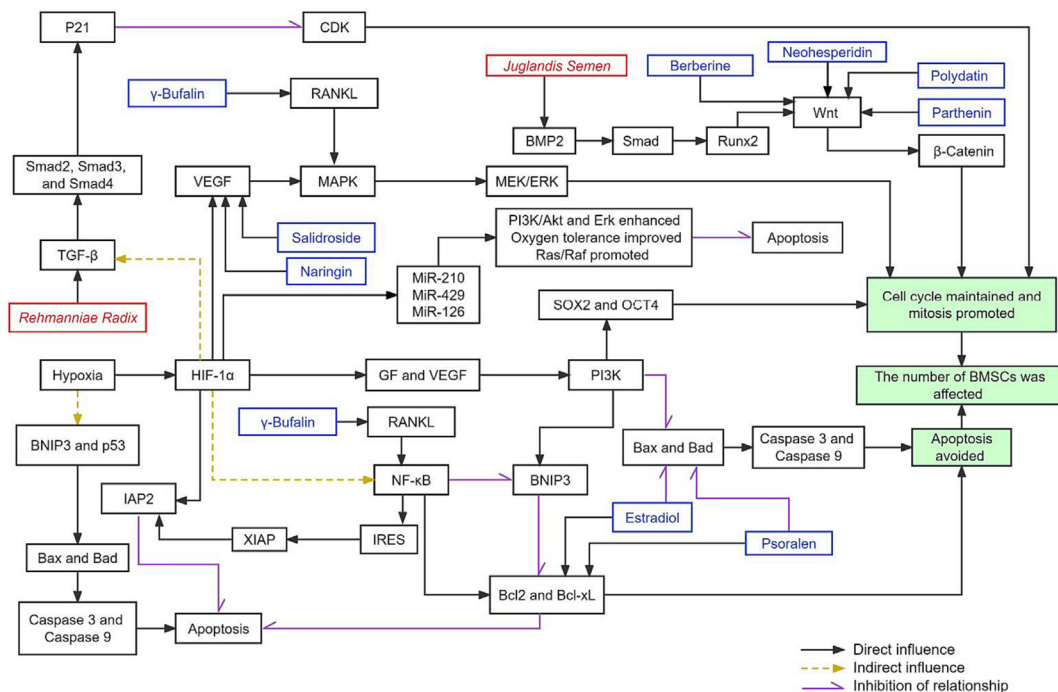 P21
CDK
Juglandis Semen
Berberine
Neohesperidin
Polydatin
γ-Bufalin
RANKL
Wnt
Parthenin
BMP2
Smad
Runx2
β-Catenin
Smad2, Smad3,
and Smad4
VEGF
MAPK
MEK/ERK
PI3K/Akt and Erk enhanced
Oxygen tolerance improved
Ras/Raf promoted
Apoptosis
Salidroside
TGF-β
Naringin
MiR-210
MiR-429
MiR-126
Rehmanniae Radix
SOX2 and OCT4
Cell cycle maintained and
mitosis promoted
Hypoxia
HIF-1α
GF and VEGF
PI3K
The number of BMSCs was
affected
γ-Bufalin
RANKL
BNIP3 and p53
Bax and Bad
Caspase 3 and
Caspase 9
Apoptosis
avoided
NF-κB
BNIP3
IAP2
Estradiol
XIAP
IRES
Psoralen
Bax and Bad
Bcl2 and Bcl-xL
Caspase 3 and
Caspase 9
Apoptosis
Direct influence
Indirect influence
Inhibition of relationship